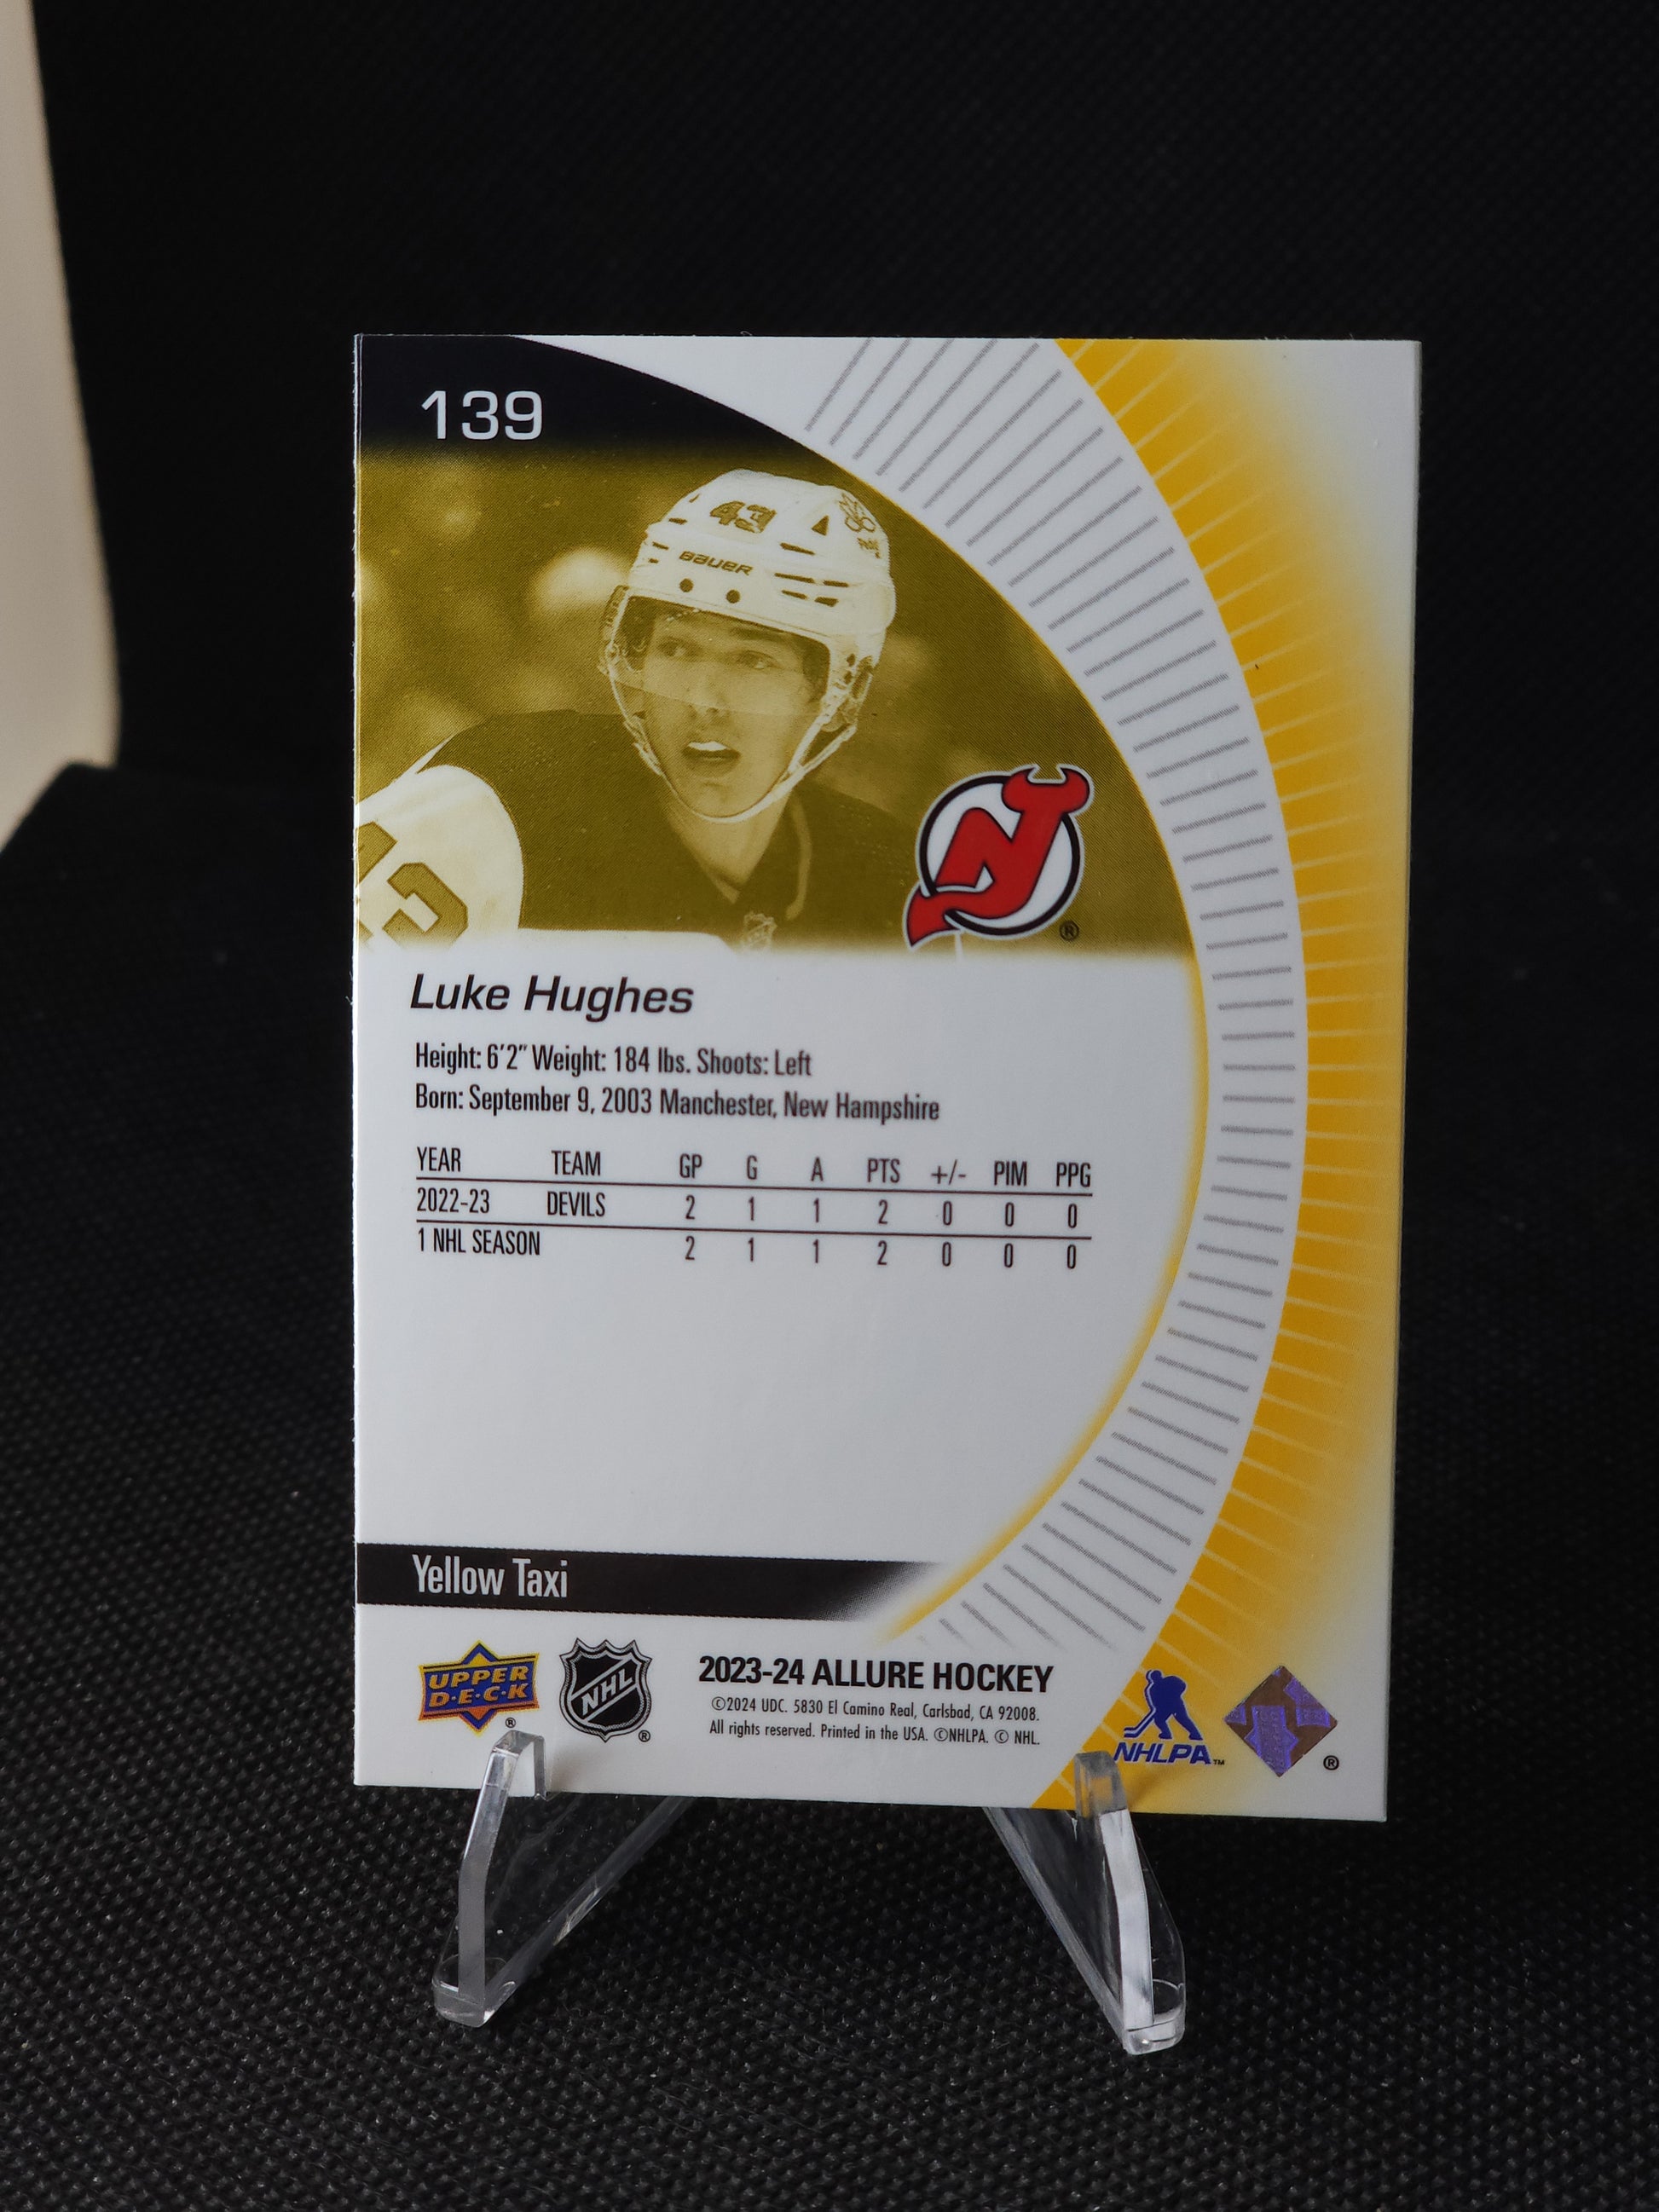 139
43
BAUER
43
NJ
®
Luke Hughes
Height: 6'2" Weight: 184 lbs. Shoots: Left
Born: September 9, 2003 Manchester, New Hampshire
YEAR TEAM GP G A PTS +/- PIM PPG
2022-23 DEVILS 2 1 1 2 0 0 0
1 NHL SEASON 2 1 1 2 0 0 0
Yellow Taxi
UPPER
D·E·C·K
®
NHL
®
2023-24 ALLURE HOCKEY
©2024 UDC. 5830 El Camino Real, Carlsbad, CA 92008.
All rights reserved. Printed in the USA. ©NHLPA. © NHL.
NHLPA™
®